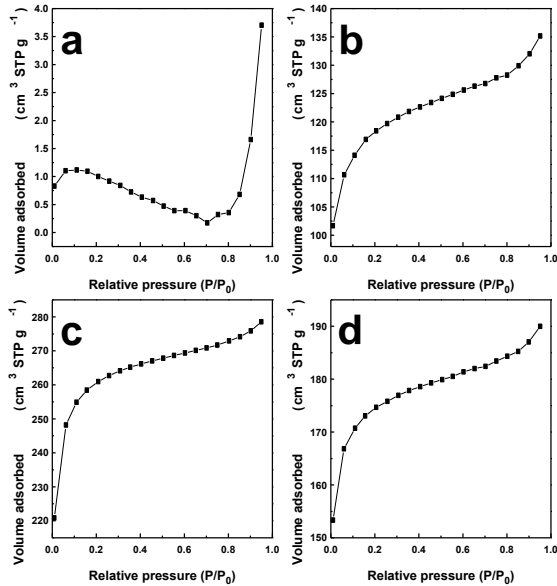 a
4.0
3.5
3.0
2.5
2.0
1.5
1.0
0.5
0.0
Volume adsorbed (cm³ STP g⁻¹)
0.0 0.2 0.4 0.6 0.8 1.0
Relative pressure (P/P₀)
b
135
130
125
120
115
110
105
100
Volume adsorbed (cm³ STP g⁻¹)
0.0 0.2 0.4 0.6 0.8 1.0
Relative pressure (P/P₀)
c
280
270
260
250
240
230
220
Volume adsorbed (cm³ STP g⁻¹)
0.0 0.2 0.4 0.6 0.8 1.0
Relative pressure (P/P₀)
d
190
180
170
160
150
Volume adsorbed (cm³ STP g⁻¹)
0.0 0.2 0.4 0.6 0.8 1.0
Relative pressure (P/P₀)